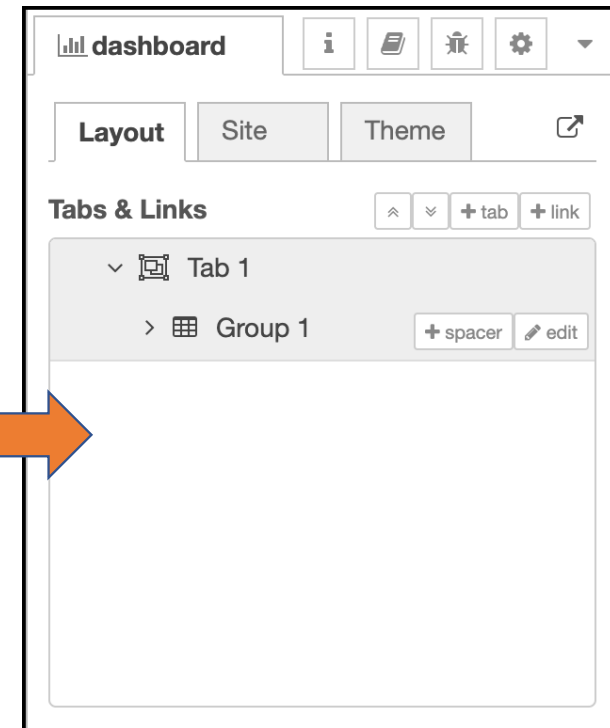 dashboard i
Layout Site Theme
Tabs & Links + tab + link
Tab 1
Group 1 + spacer edit